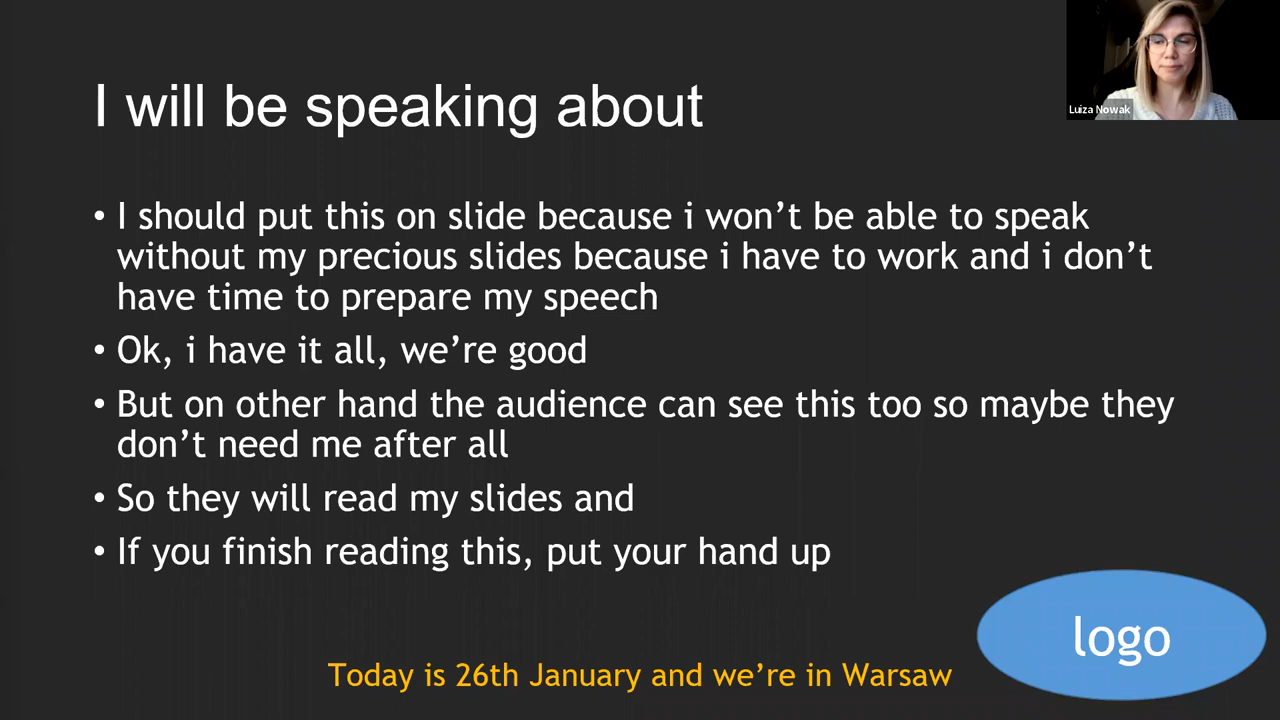 I will be speaking about
Luiza Nowak
• I should put this on slide because i won’t be able to speak
without my precious slides because i have to work and i don’t
have time to prepare my speech
• Ok, i have it all, we’re good
• But on other hand the audience can see this too so maybe they
don’t need me after all
• So they will read my slides and
• If you finish reading this, put your hand up
logo
Today is 26th January and we’re in Warsaw